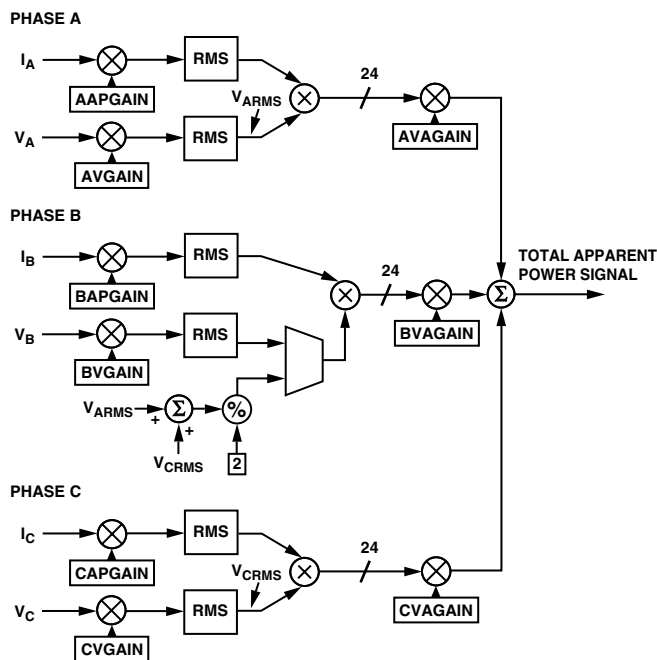 PHASE A
I_A
RMS
24
AAPGAIN
V_ARMS
×
V_A
RMS
AVAGAIN
AVGAIN
PHASE B
I_B
RMS
24
TOTAL APPARENT
POWER SIGNAL
BAPGAIN
×
Σ
V_B
RMS
BVAGAIN
BVGAIN
V_ARMS
+
Σ
%
+
V_CRMS
2
PHASE C
I_C
RMS
24
CAPGAIN
V_CRMS
×
V_C
RMS
CVAGAIN
CVGAIN